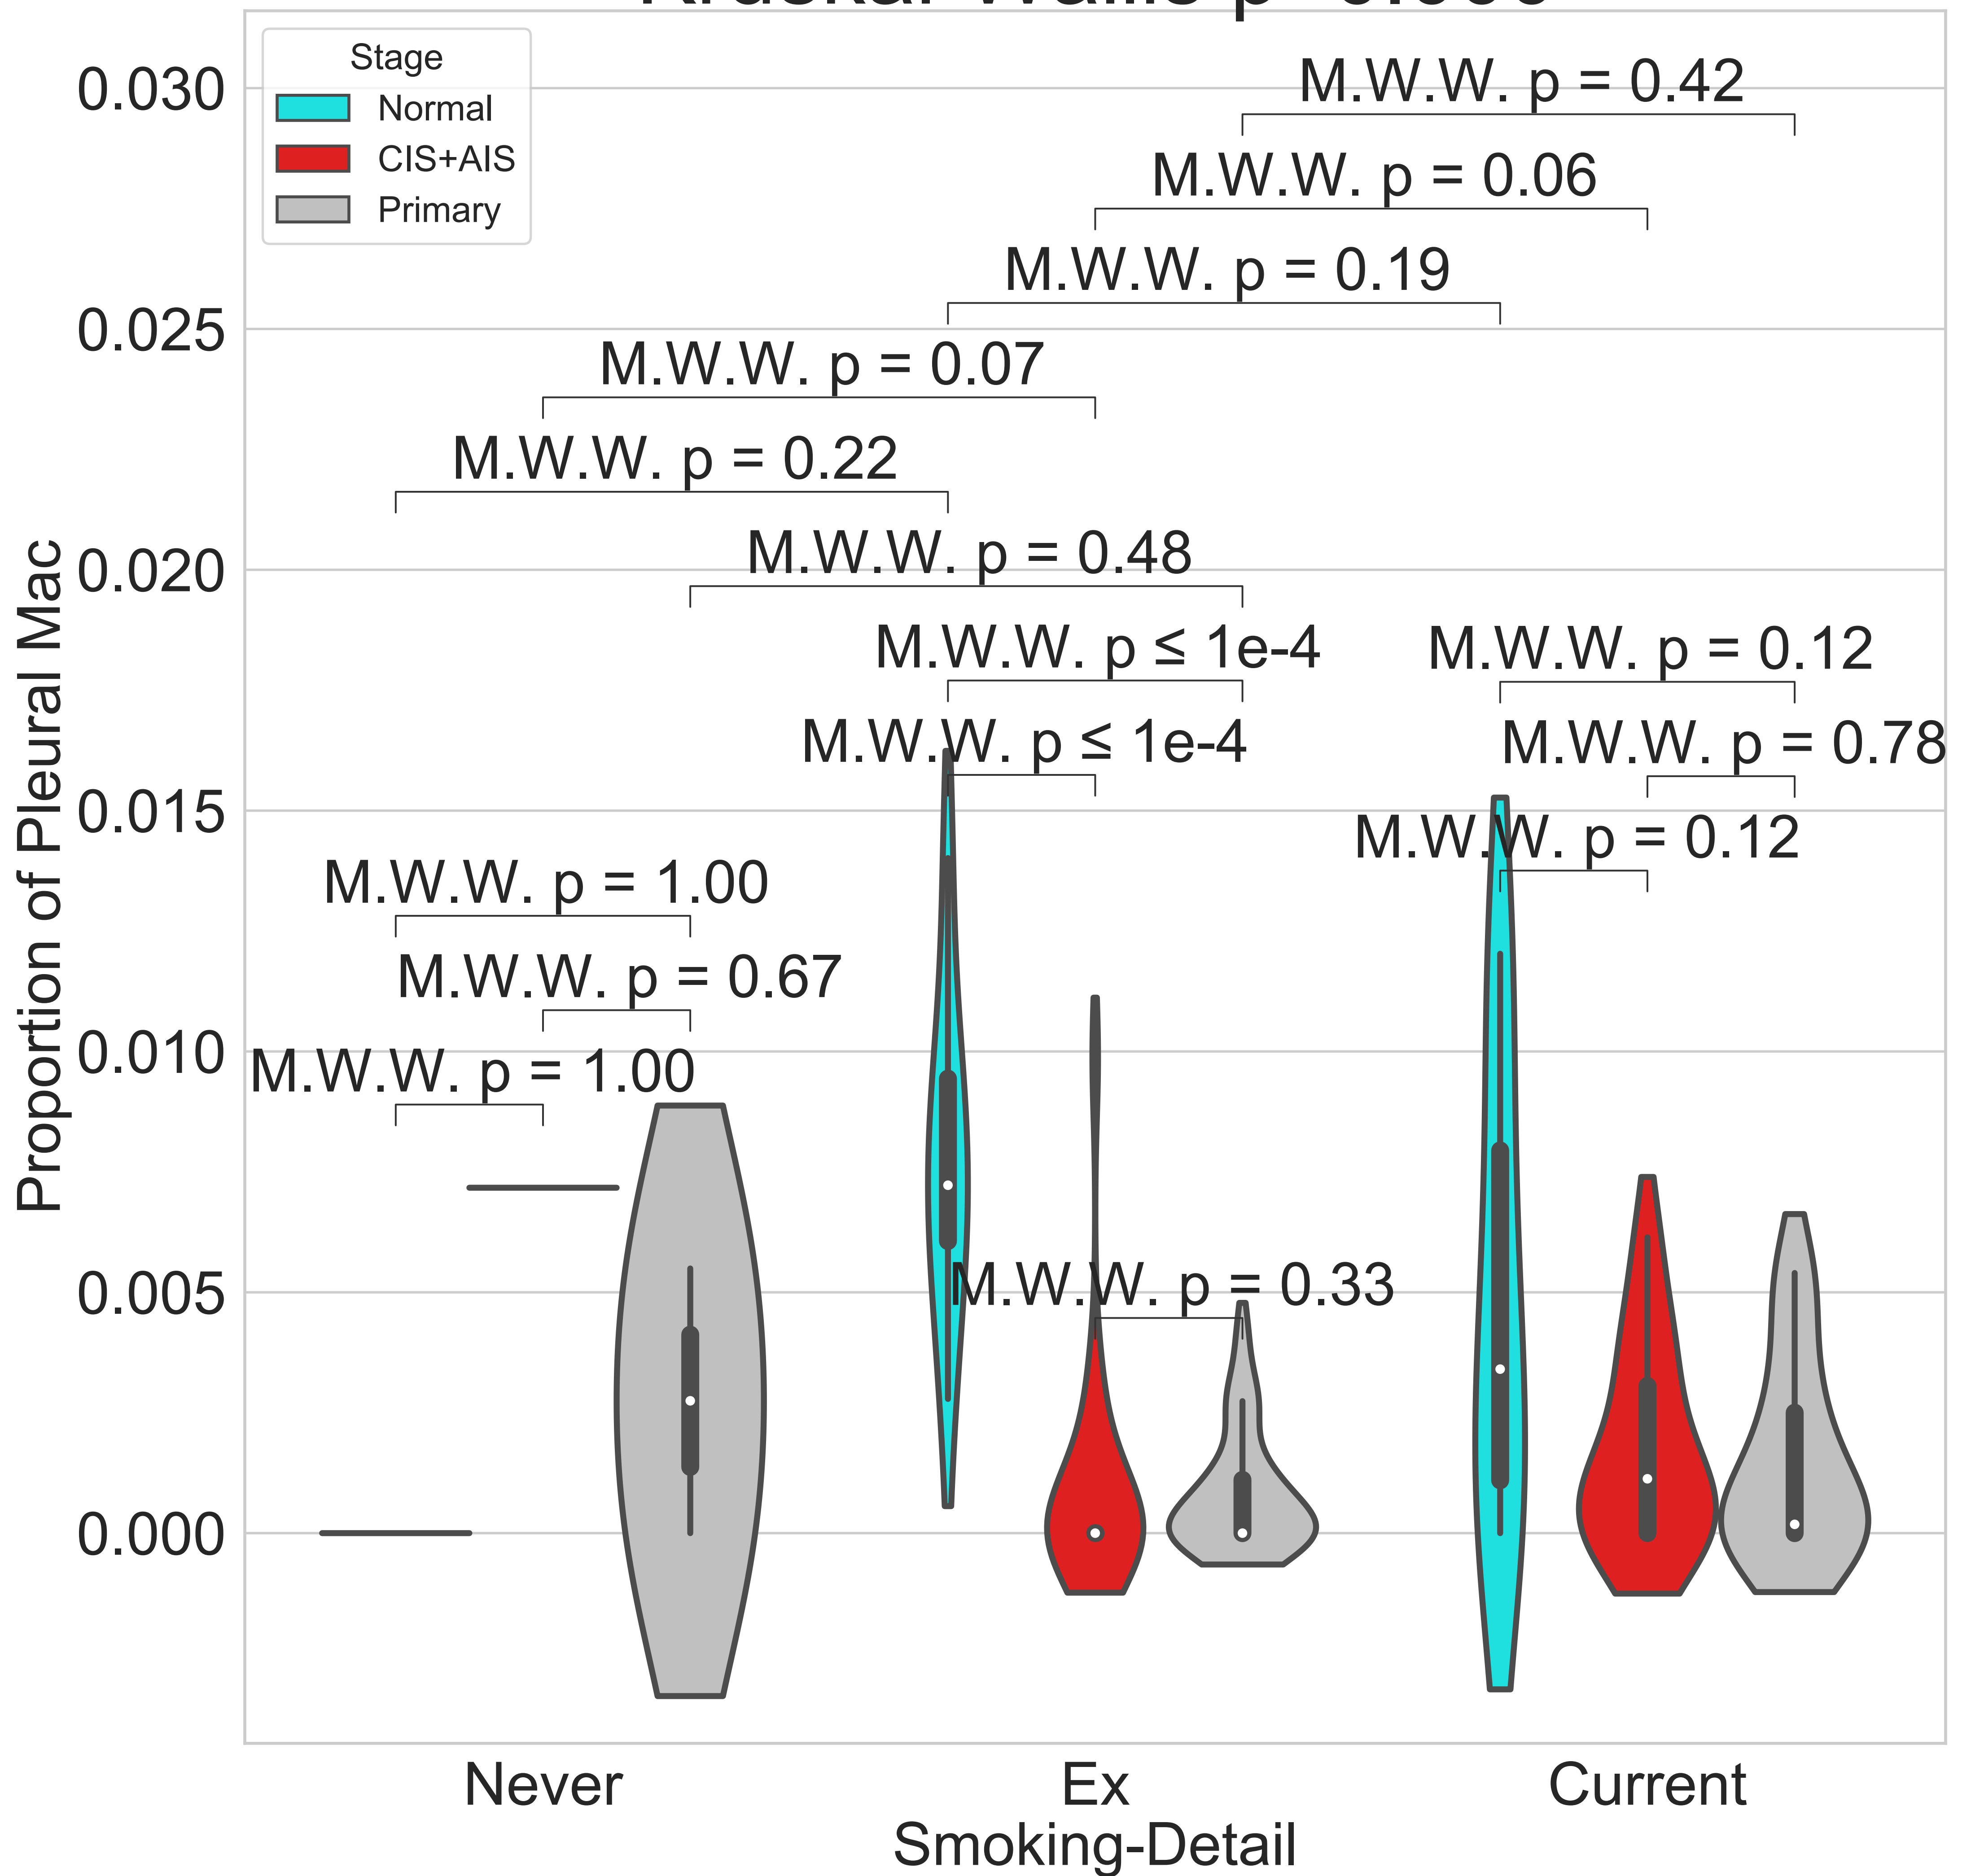 Stage
Normal
CIS+AIS
Primary
M.W.W. p = 0.42
M.W.W. p = 0.06
M.W.W. p = 0.19
M.W.W. p = 0.07
M.W.W. p = 0.22
M.W.W. p = 0.48
M.W.W. p ≤ 1e-4
M.W.W. p = 0.12
M.W.W. p ≤ 1e-4
M.W.W. p = 0.78
M.W.W. p = 0.12
M.W.W. p = 1.00
M.W.W. p = 0.67
M.W.W. p = 1.00
M.W.W. p = 0.33
Proportion of Pleural Mac
0.030
0.025
0.020
0.015
0.010
0.005
0.000
Never
Ex
Current
Smoking-Detail